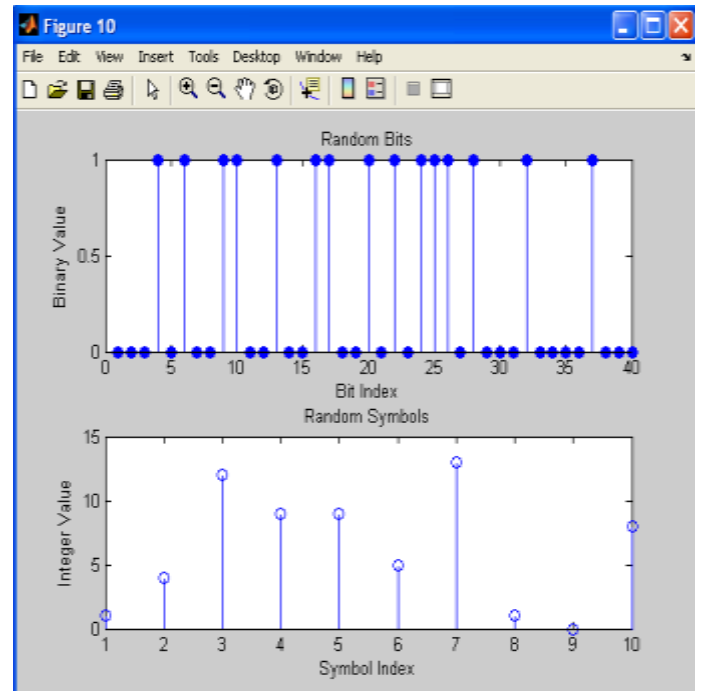 Figure 10
File Edit View Insert Tools Desktop Window Help
Random Bits
1
0.5
0
Binary Value
0 5 10 15 20 25 30 35 40
Bit Index
Random Symbols
15
10
5
0
Integer Value
1 2 3 4 5 6 7 8 9 10
Symbol Index